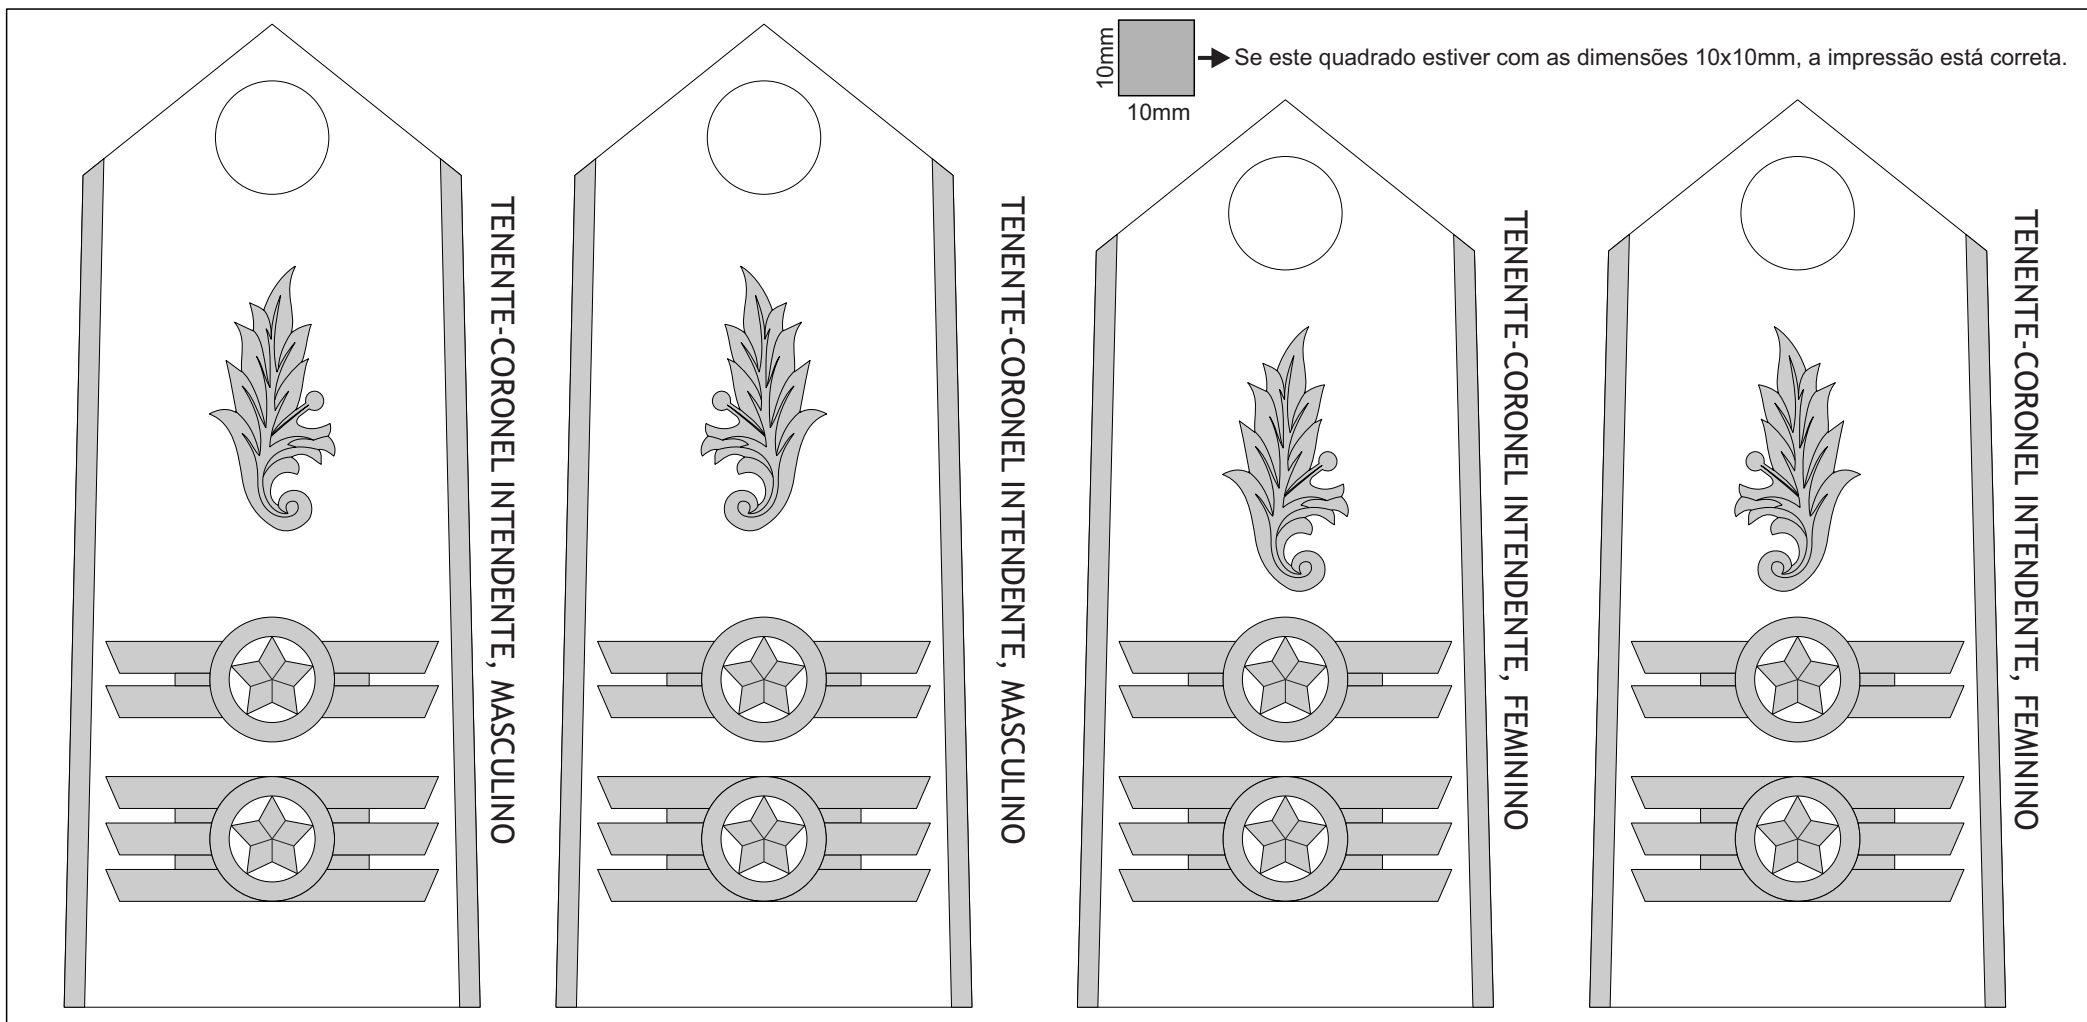 10mm
Se este quadrado estiver com as dimensões 10x10mm, a impressão está correta.
10mm
TENENTE-CORONEL INTENDENTE, MASCULINO
TENENTE-CORONEL INTENDENTE, MASCULINO
TENENTE-CORONEL INTENDENTE, FEMININO
TENENTE-CORONEL INTENDENTE, FEMININO